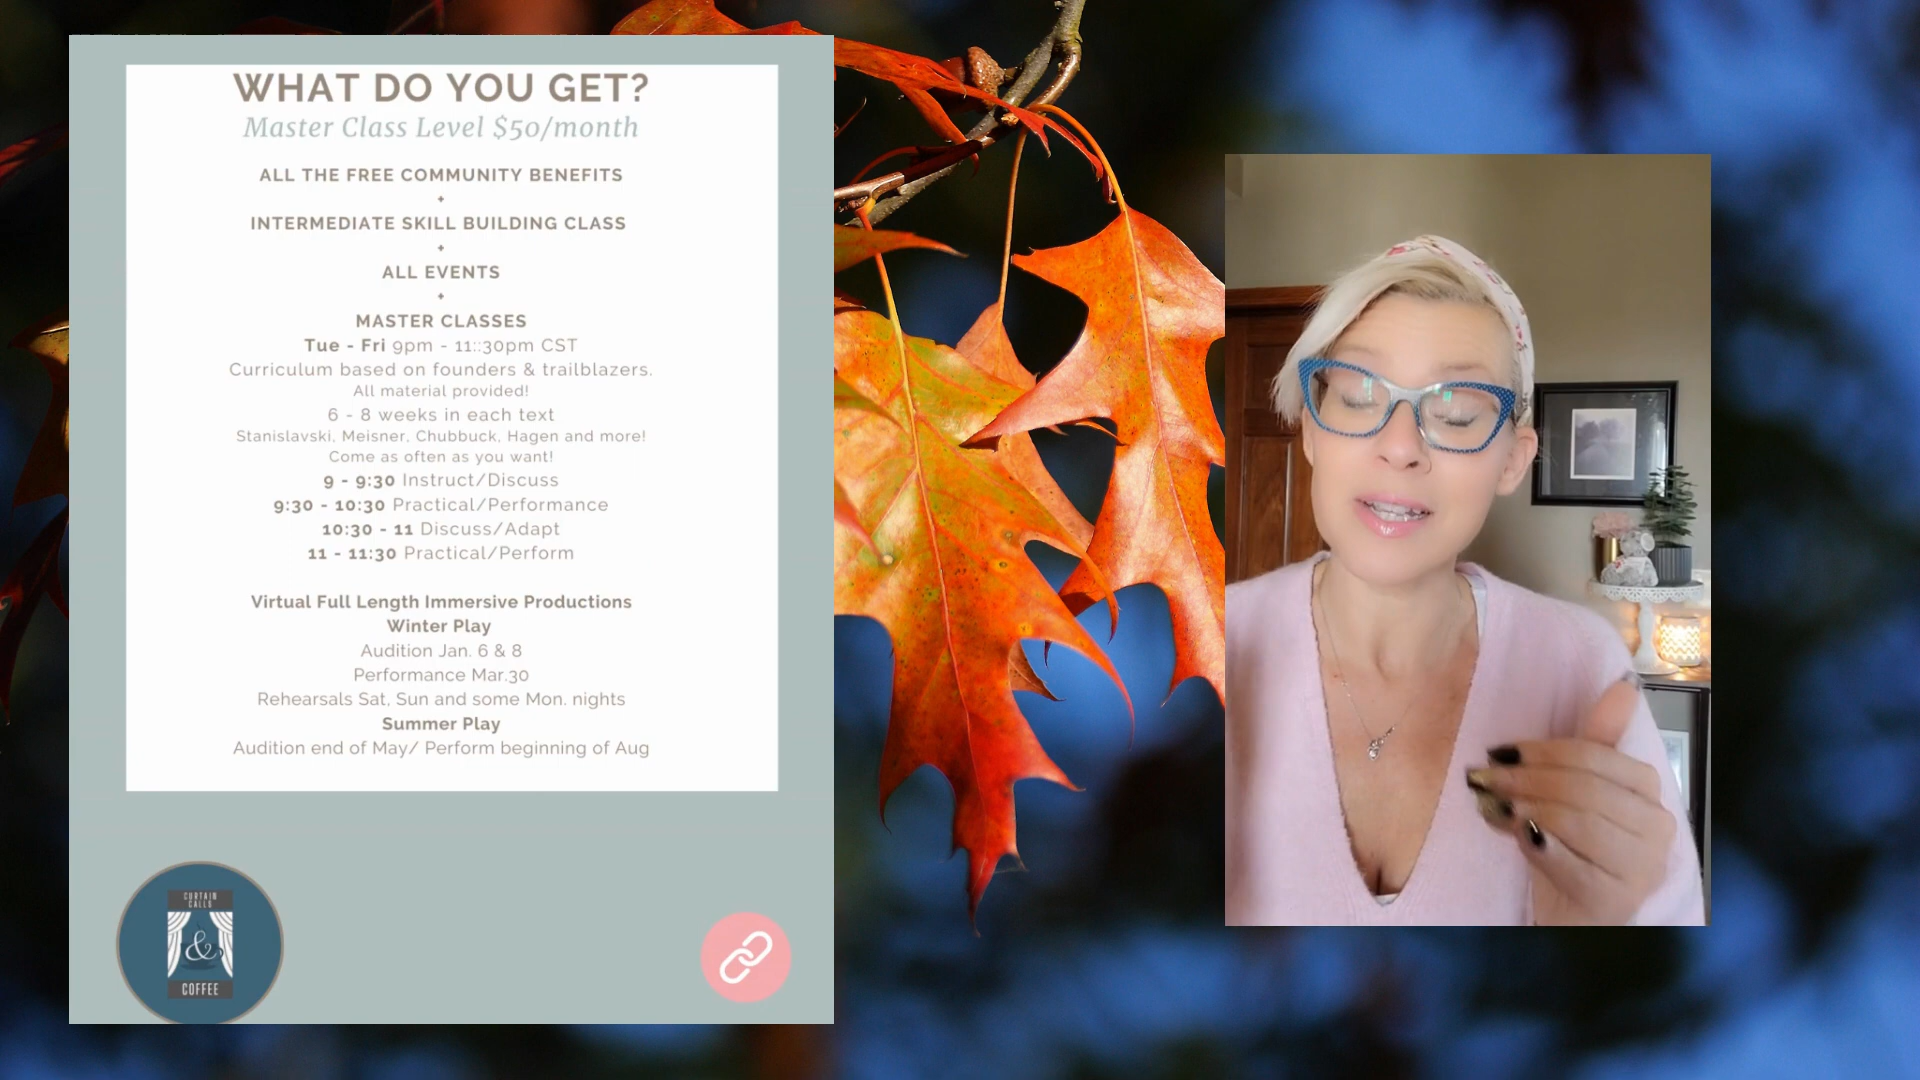 WHAT DO YOU GET?
Master Class Level $50/month
ALL THE FREE COMMUNITY BENEFITS
+
INTERMEDIATE SKILL BUILDING CLASS
+
ALL EVENTS
+
MASTER CLASSES
Tue - Fri 9pm - 11::30pm CST
Curriculum based on founders & trailblazers.
All material provided!
6 - 8 weeks in each text
Stanislavski, Meisner, Chubbuck, Hagen and more!
Come as often as you want!
9 - 9:30 Instruct/Discuss
9:30 - 10:30 Practical/Performance
10:30 - 11 Discuss/Adapt
11 - 11:30 Practical/Perform
Virtual Full Length Immersive Productions
Winter Play
Audition Jan. 6 & 8
Performance Mar.30
Rehearsals Sat, Sun and some Mon. nights
Summer Play
Audition end of May/ Perform beginning of Aug
CURTAIN
CALLS
&
COFFEE